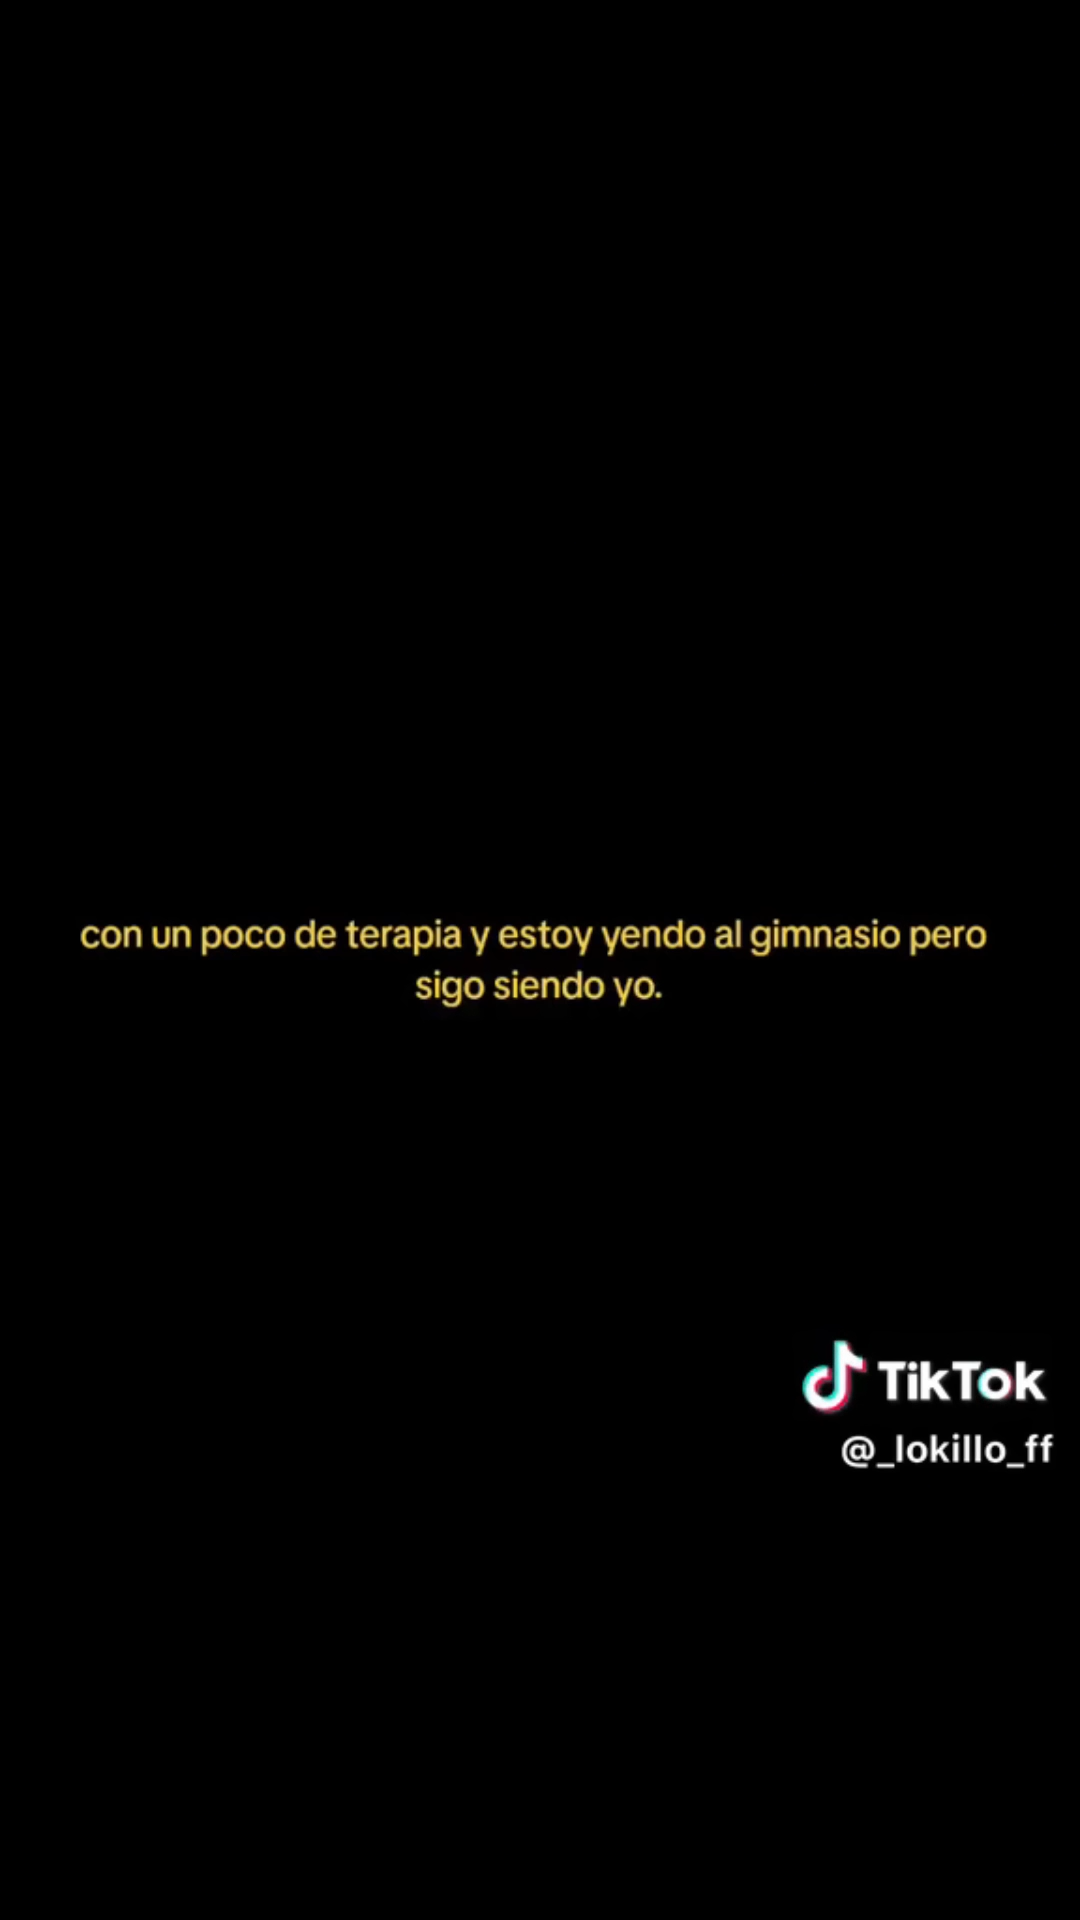 con un poco de terapia y estoy yendo al gimnasio pero
sigo siendo yo.
TikTok
@_lokillo_ff